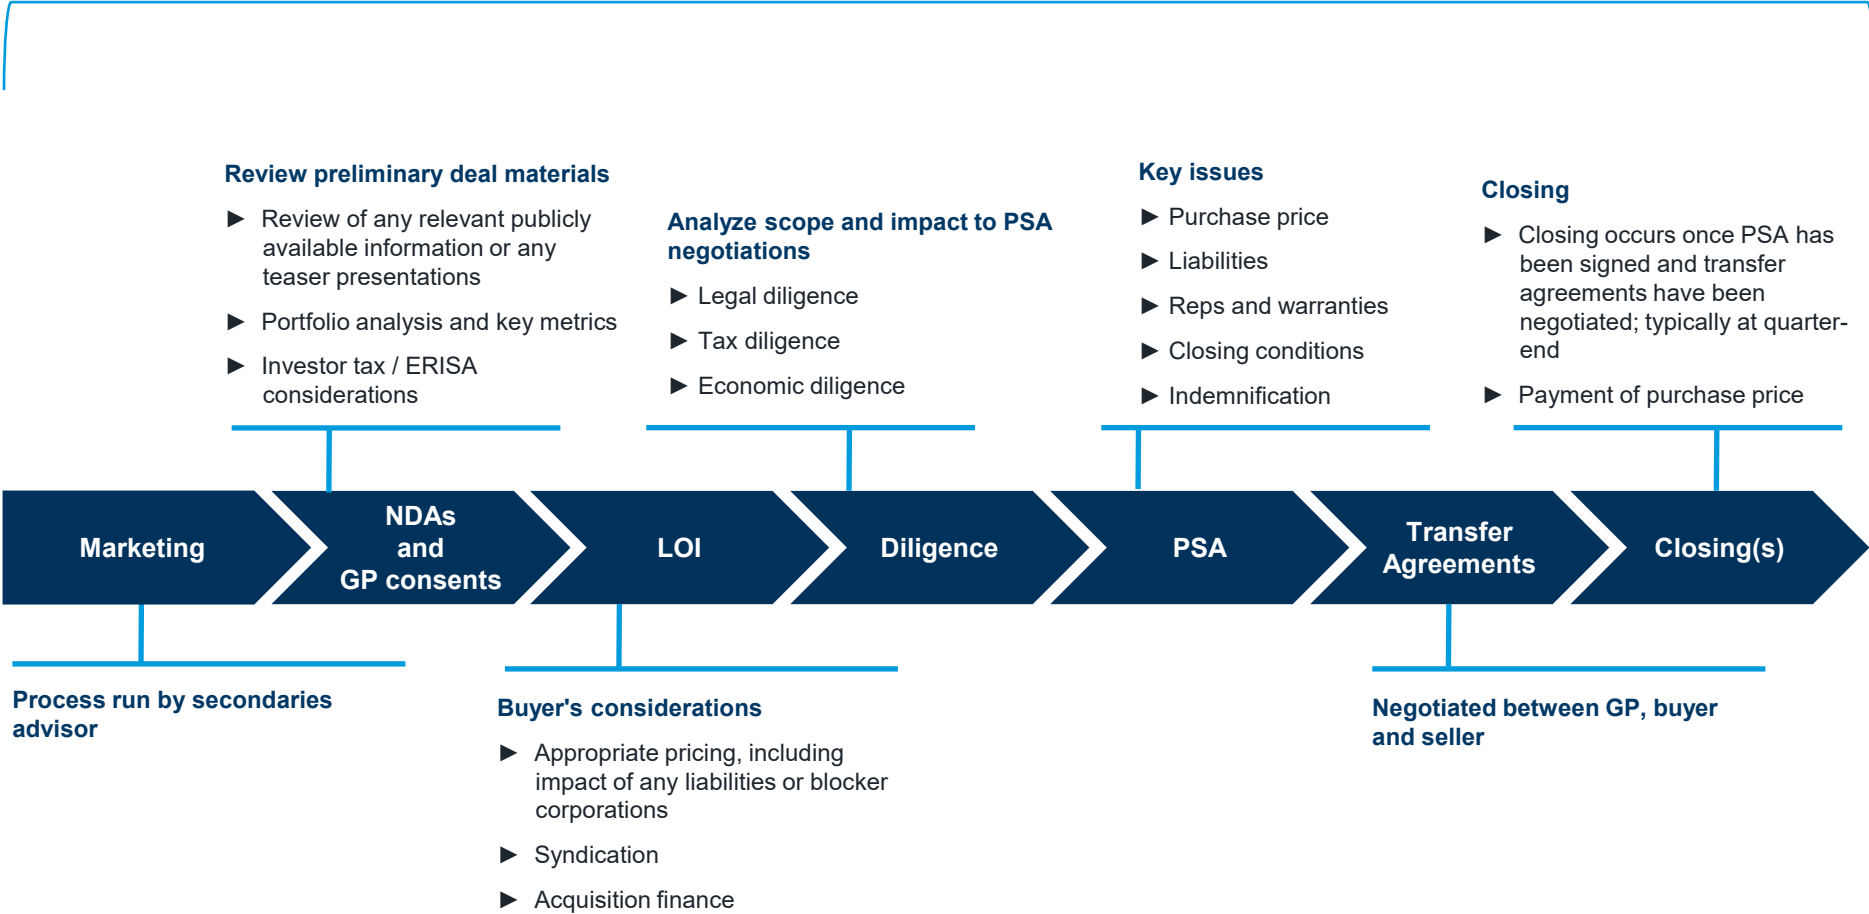 Review preliminary deal materials
► Review of any relevant publicly
available information or any
teaser presentations
► Portfolio analysis and key metrics
► Investor tax / ERISA
considerations
Analyze scope and impact to PSA
negotiations
► Legal diligence
► Tax diligence
► Economic diligence
Key issues
► Purchase price
► Liabilities
► Reps and warranties
► Closing conditions
► Indemnification
Closing
► Closing occurs once PSA has
been signed and transfer
agreements have been
negotiated; typically at quarter-
end
► Payment of purchase price
Marketing
NDAs
and
GP consents
LOI
Diligence
PSA
Transfer
Agreements
Closing(s)
Process run by secondaries
advisor
Buyer's considerations
► Appropriate pricing, including
impact of any liabilities or blocker
corporations
► Syndication
► Acquisition finance
Negotiated between GP, buyer
and seller